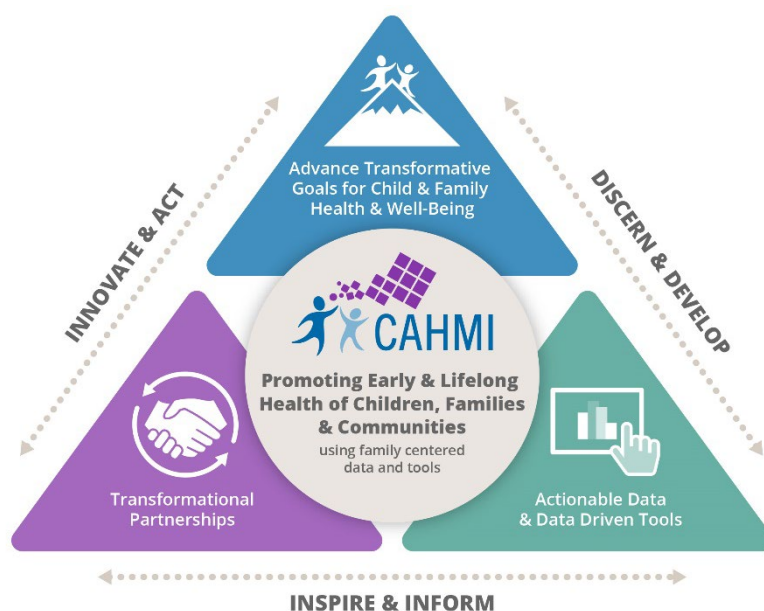 Advance Transformative
Goals for Child & Family
Health & Well-Being
INNOVATE & ACT
DISCERN & DEVELOP
CAHMI
Promoting Early & Lifelong
Health of Children, Families
& Communities
using family centered
data and tools
Transformational
Partnerships
Actionable Data
& Data Driven Tools
INSPIRE & INFORM